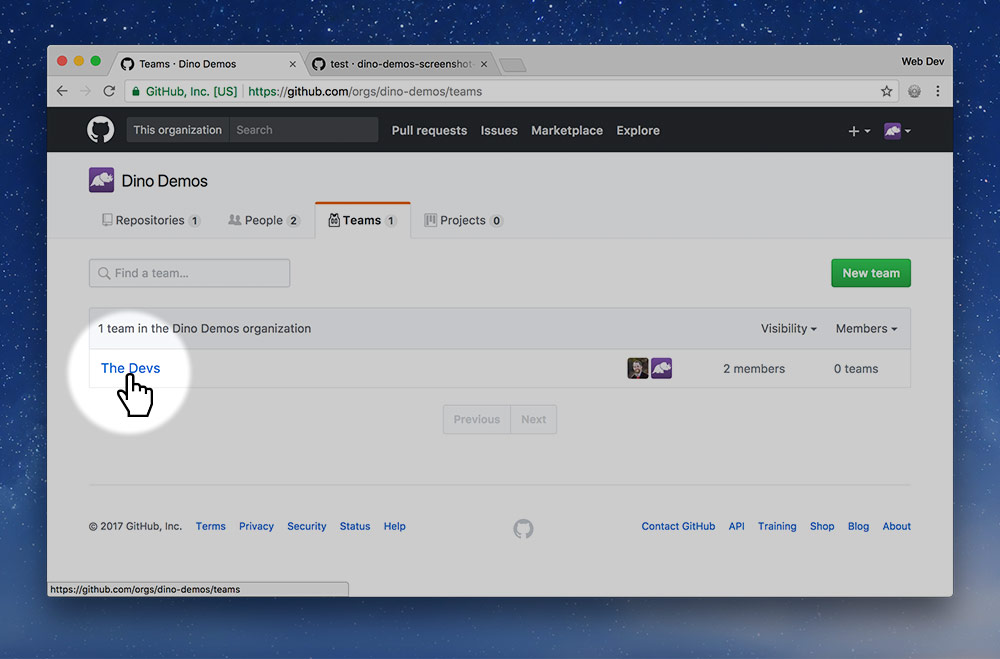 Teams · Dino Demos
test · dino-demos-screenshot-
Web Dev
GitHub, Inc. [US] https://github.com/orgs/dino-demos/teams
This organization Search Pull requests Issues Marketplace Explore
Dino Demos
Repositories 1 People 2 Teams 1 Projects 0
Find a team...
New team
1 team in the Dino Demos organization Visibility Members
The Devs 2 members 0 teams
Previous Next
© 2017 GitHub, Inc. Terms Privacy Security Status Help Contact GitHub API Training Shop Blog About
https://github.com/orgs/dino-demos/teams